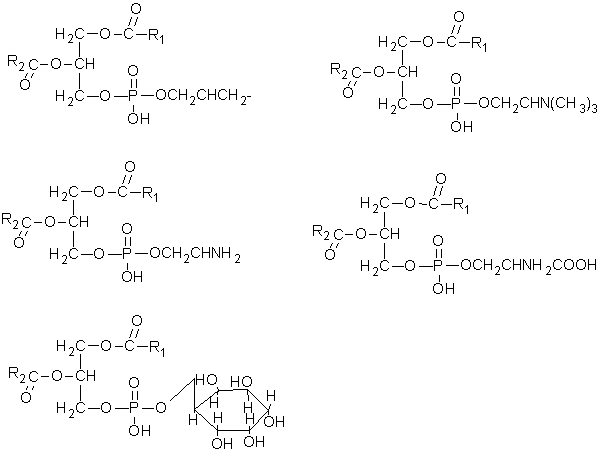 O
H₂C—O—C—R₁
R₂C—O—CH
O
O
H₂C—O—P—OCH₂CHCH₂-
OH
O
H₂C—O—C—R₁
R₂C—O—CH
O
O
H₂C—O—P—OCH₂CHN(CH₃)₃
OH
O
H₂C—O—C—R₁
R₂C—O—CH
O
O
H₂C—O—P—OCH₂CHNH₂
OH
O
H₂C—O—C—R₁
R₂C—O—CH
O
O
H₂C—O—P—OCH₂CHNH₂COOH
OH
O
H₂C—O—C—R₁
R₂C—O—CH
O
O
H₂C—O—P—O
OH
HO HO
H H H
H H H OH
OH OH